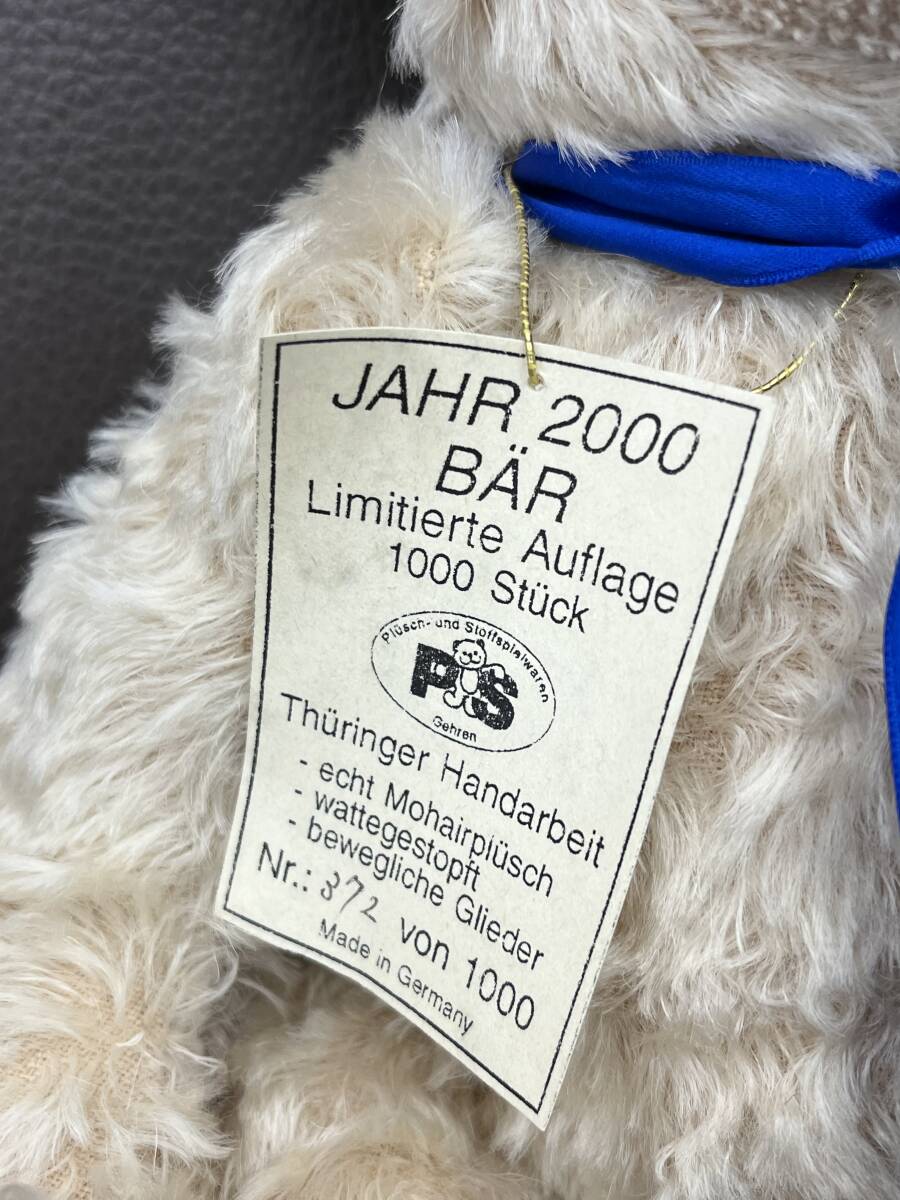 JAHR 2000
BÄR
Limitierte Auflage
1000 Stück
Plüsch- und Stoffspielwaren
PS
Gehren
Thüringer Handarbeit
- echt Mohairplüsch
- wattegestopft
- bewegliche Glieder
Nr.: 372 von 1000
Made in Germany